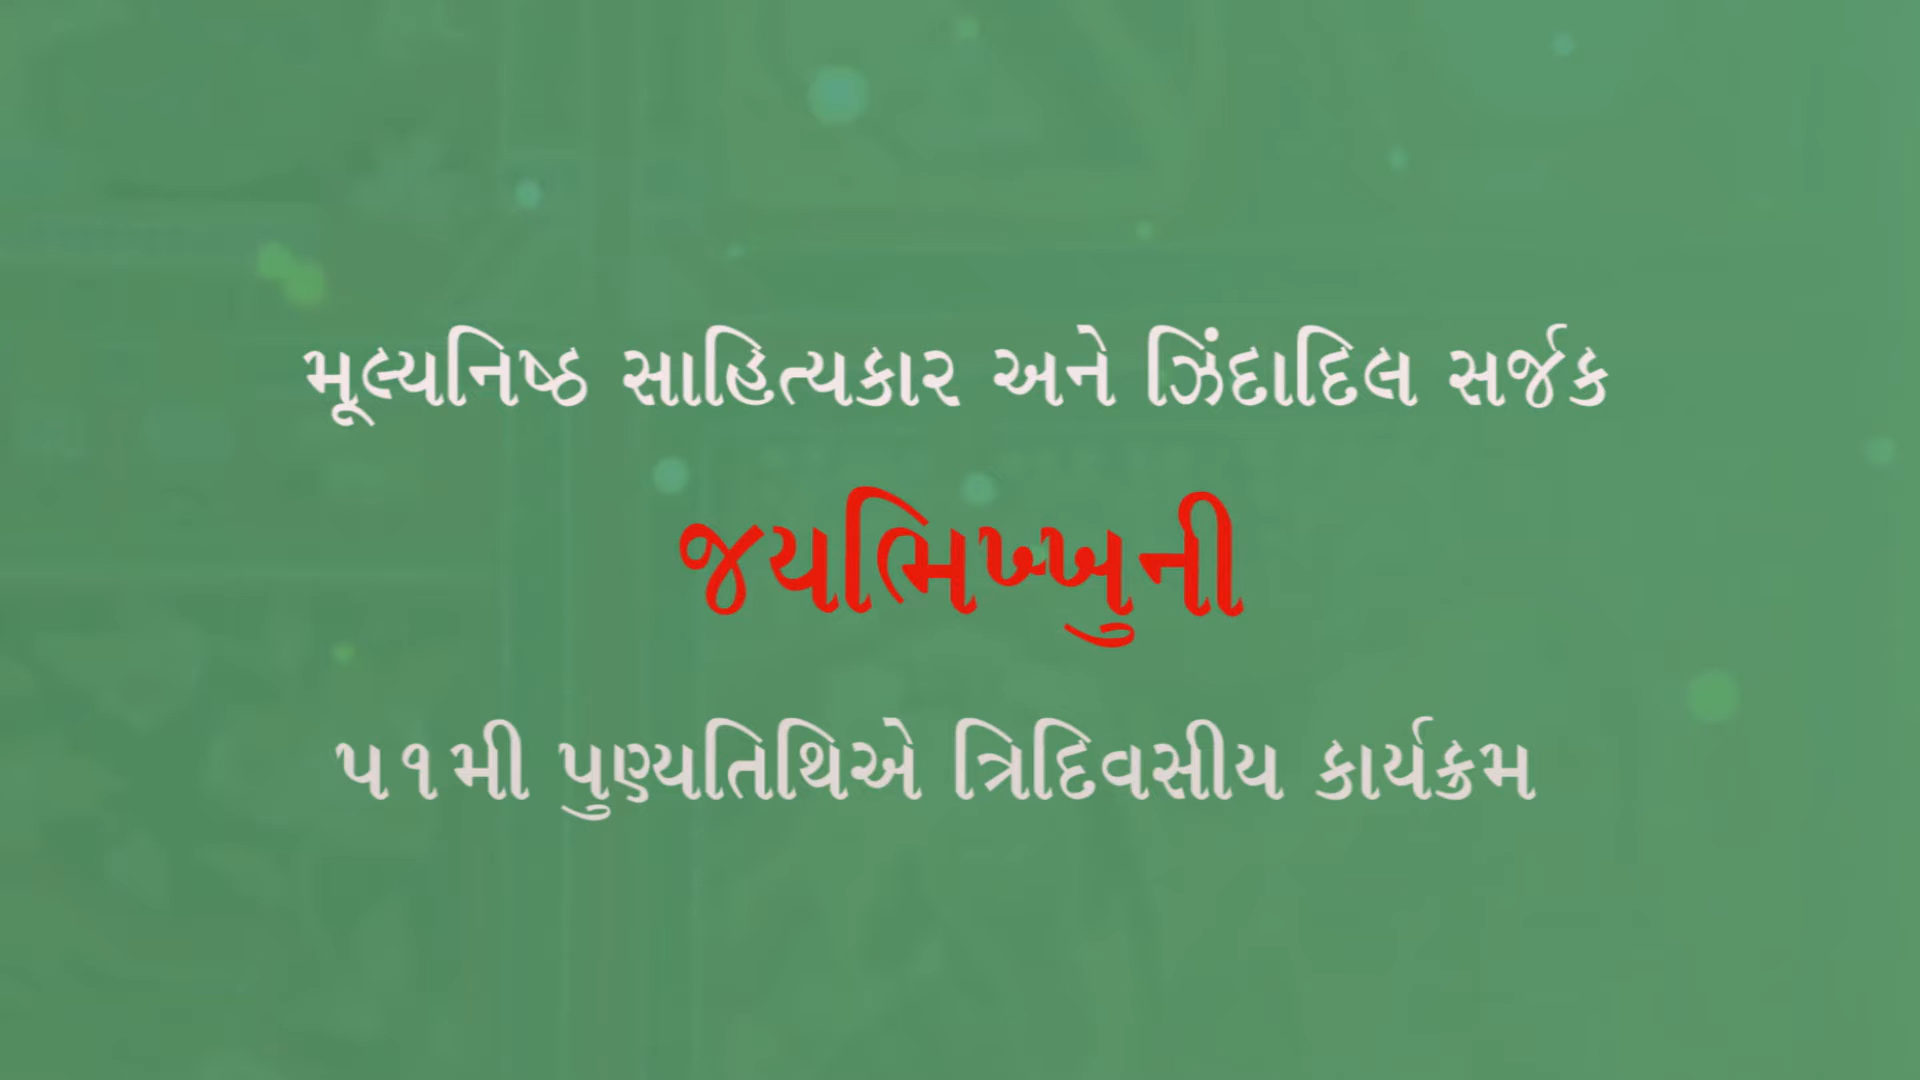 મૂલ્યનિષ્ઠ સાહિત્યકાર અને ઝિંદાદિલ સર્જક
જયભિખ્ખુની
૫૧મી પુણ્યતિથિએ ત્રિદિવસીય કાર્યક્રમ